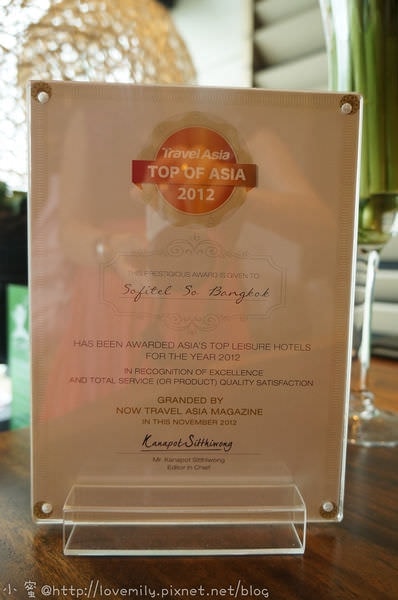 Travel Asia
TOP OF ASIA
2012
THIS PRESTIGIOUS AWARD IS GIVEN TO
Sofitel So Bangkok
HAS BEEN AWARDED ASIA'S TOP LEISURE HOTELS
FOR THE YEAR 2012
IN RECOGNITION OF EXCELLENCE
AND TOTAL SERVICE (OR PRODUCT) QUALITY SATISFACTION
GRANDED BY
NOW TRAVEL ASIA MAGAZINE
IN THIS NOVEMBER 2012
Kanapot Sitthiwong
Mr. Kanapot Sitthiwong
Editor in Chief
小蜜@http://lovemily.pixnet.net/blog